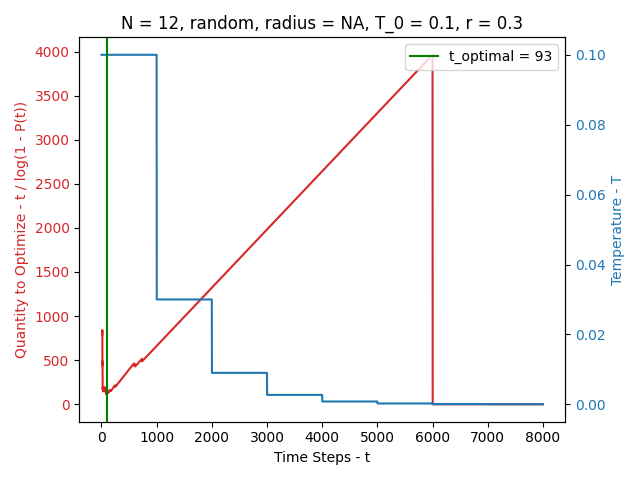 N = 12, random, radius = NA, T_0 = 0.1, r = 0.3
Quantity to Optimize - t / log(1 - P(t))
4000
3500
3000
2500
2000
1500
1000
500
0
t_optimal = 93
0.10
0.08
0.06
0.04
0.02
0.00
Temperature - T
0 1000 2000 3000 4000 5000 6000 7000 8000
Time Steps - t